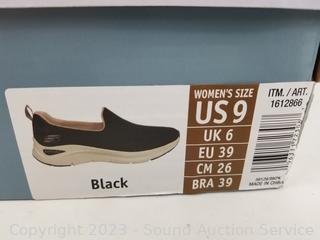 WOMEN'S SIZE
US 9
UK 6
EU 39
CM 26
BRA 39
ITM. / ART.
1612866
Black
MADE IN CHINA
Copyright © 2023 - Sound Auction Service